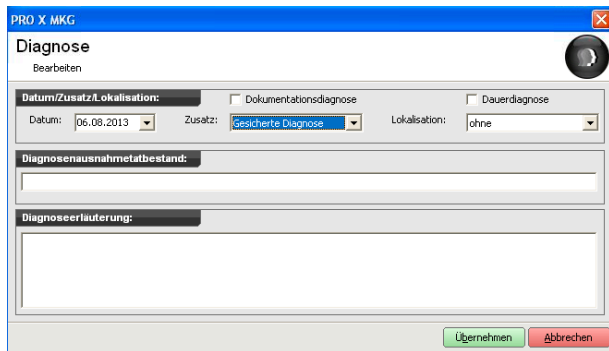 PRO X MKG
Diagnose
Bearbeiten
Datum/Zusatz/Lokalisation: Dokumentationsdiagnose Dauerdiagnose
Datum: 06.08.2013 Zusatz: Gesicherte Diagnose Lokalisation: ohne
Diagnosenausnahmetatbestand:
Diagnoseerläuterung:
Übernehmen Abbrechen